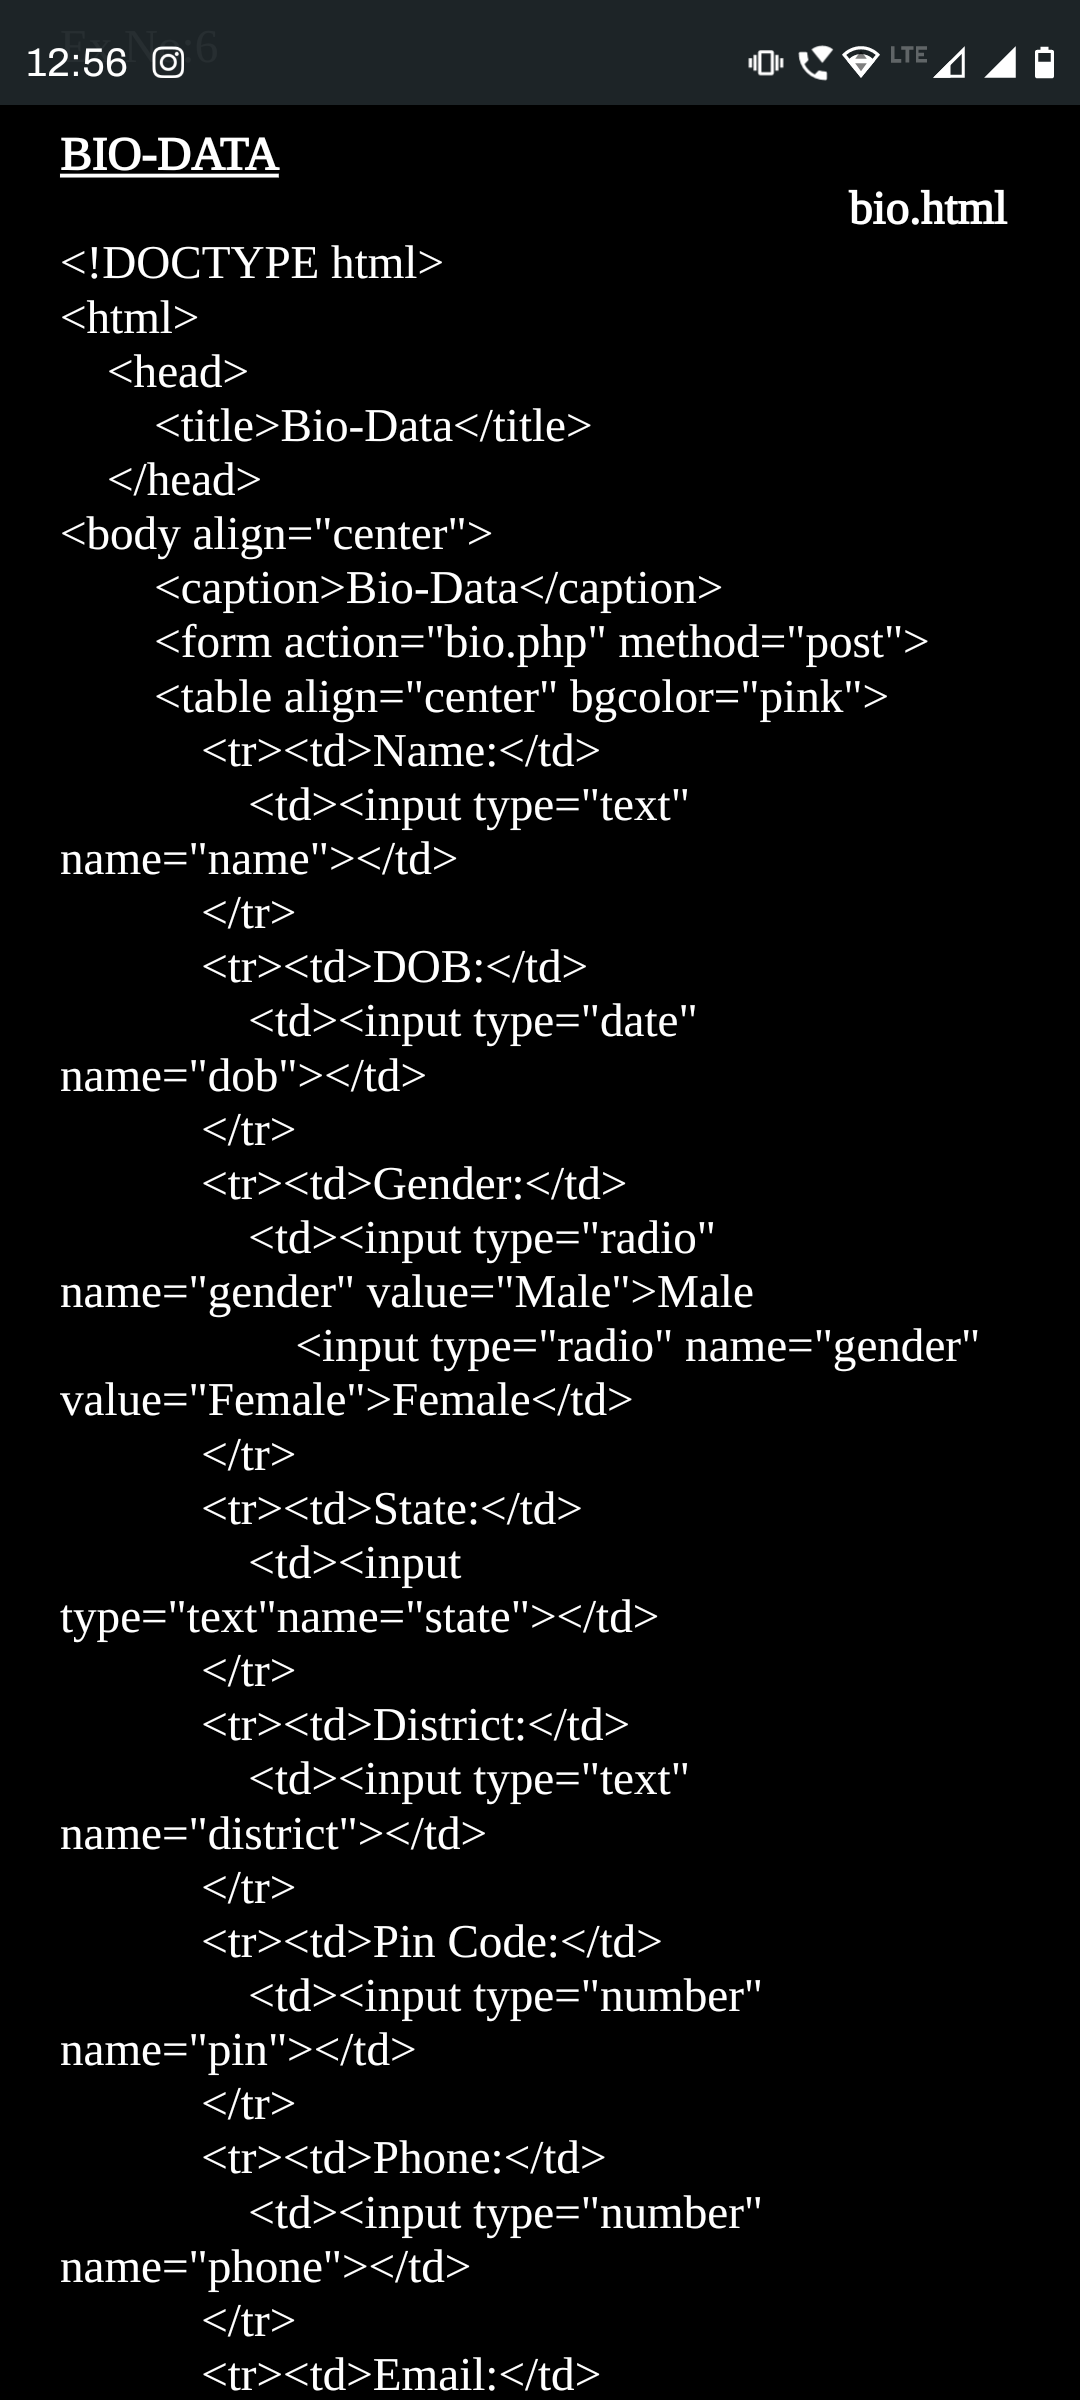 Ex.No:6
12:56
LTE
BIO-DATA
bio.html
<!DOCTYPE html>
<html>
<head>
<title>Bio-Data</title>
</head>
<body align="center">
<caption>Bio-Data</caption>
<form action="bio.php" method="post">
<table align="center" bgcolor="pink">
<tr><td>Name:</td>
<td><input type="text"
name="name"></td>
</tr>
<tr><td>DOB:</td>
<td><input type="date"
name="dob"></td>
</tr>
<tr><td>Gender:</td>
<td><input type="radio"
name="gender" value="Male">Male
<input type="radio" name="gender"
value="Female">Female</td>
</tr>
<tr><td>State:</td>
<td><input
type="text"name="state"></td>
</tr>
<tr><td>District:</td>
<td><input type="text"
name="district"></td>
</tr>
<tr><td>Pin Code:</td>
<td><input type="number"
name="pin"></td>
</tr>
<tr><td>Phone:</td>
<td><input type="number"
name="phone"></td>
</tr>
<tr><td>Email:</td>